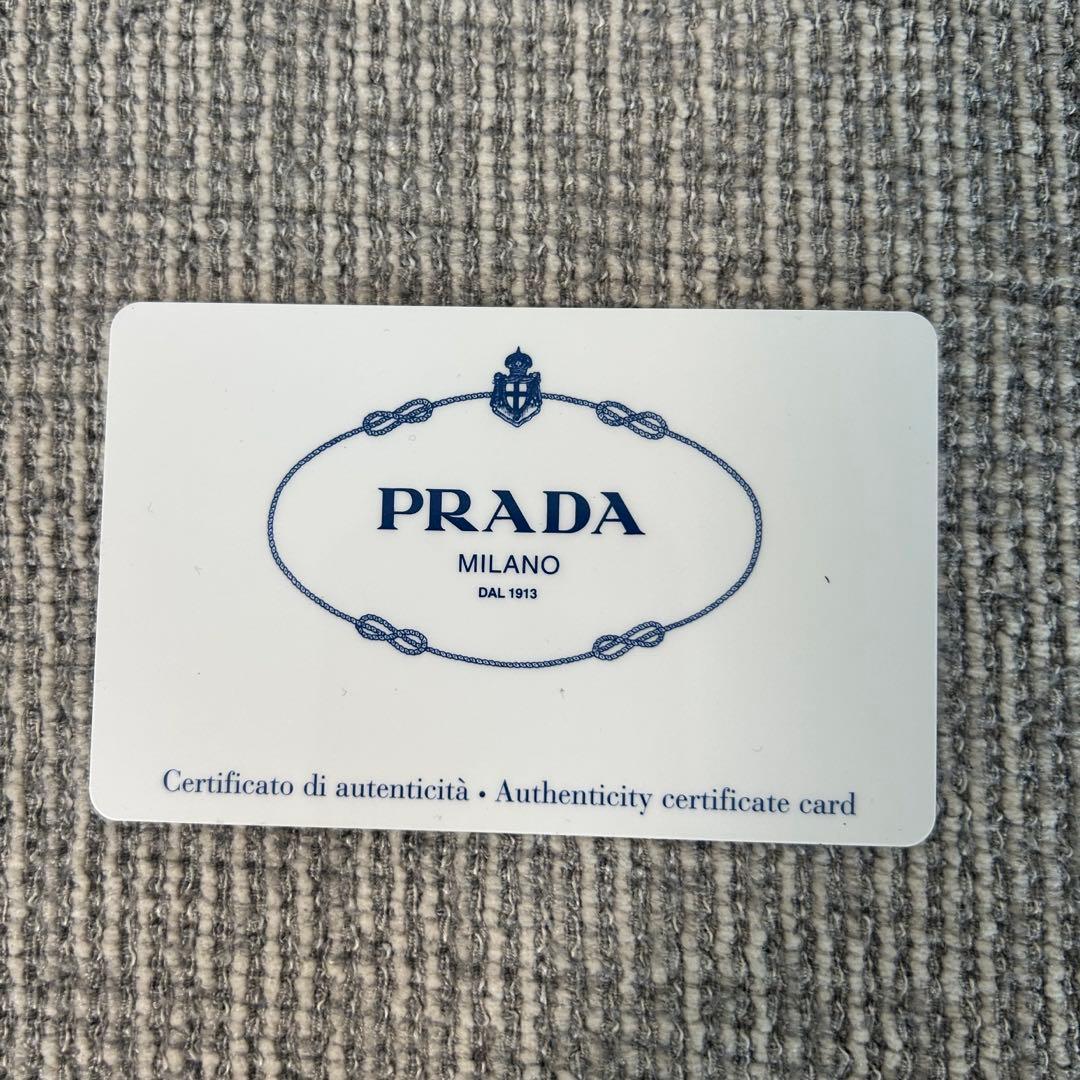 PRADA
MILANO
DAL 1913
Certificato di autenticità • Authenticity certificate card